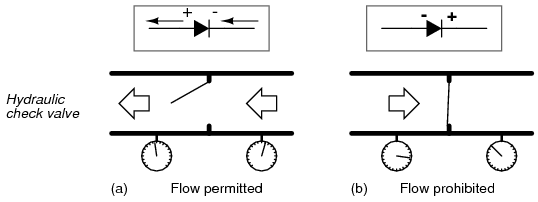 + -
- +
Hydraulic
check valve
(a) Flow permitted
(b) Flow prohibited